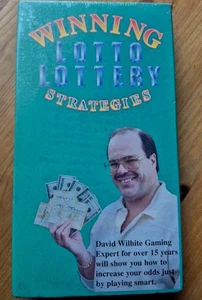 WINNING
LOTTO
LOTTERY
STRATEGIES
David Wilhite Gaming
Expert for over 15 years
will show you how to
increase your odds just
by playing smart.